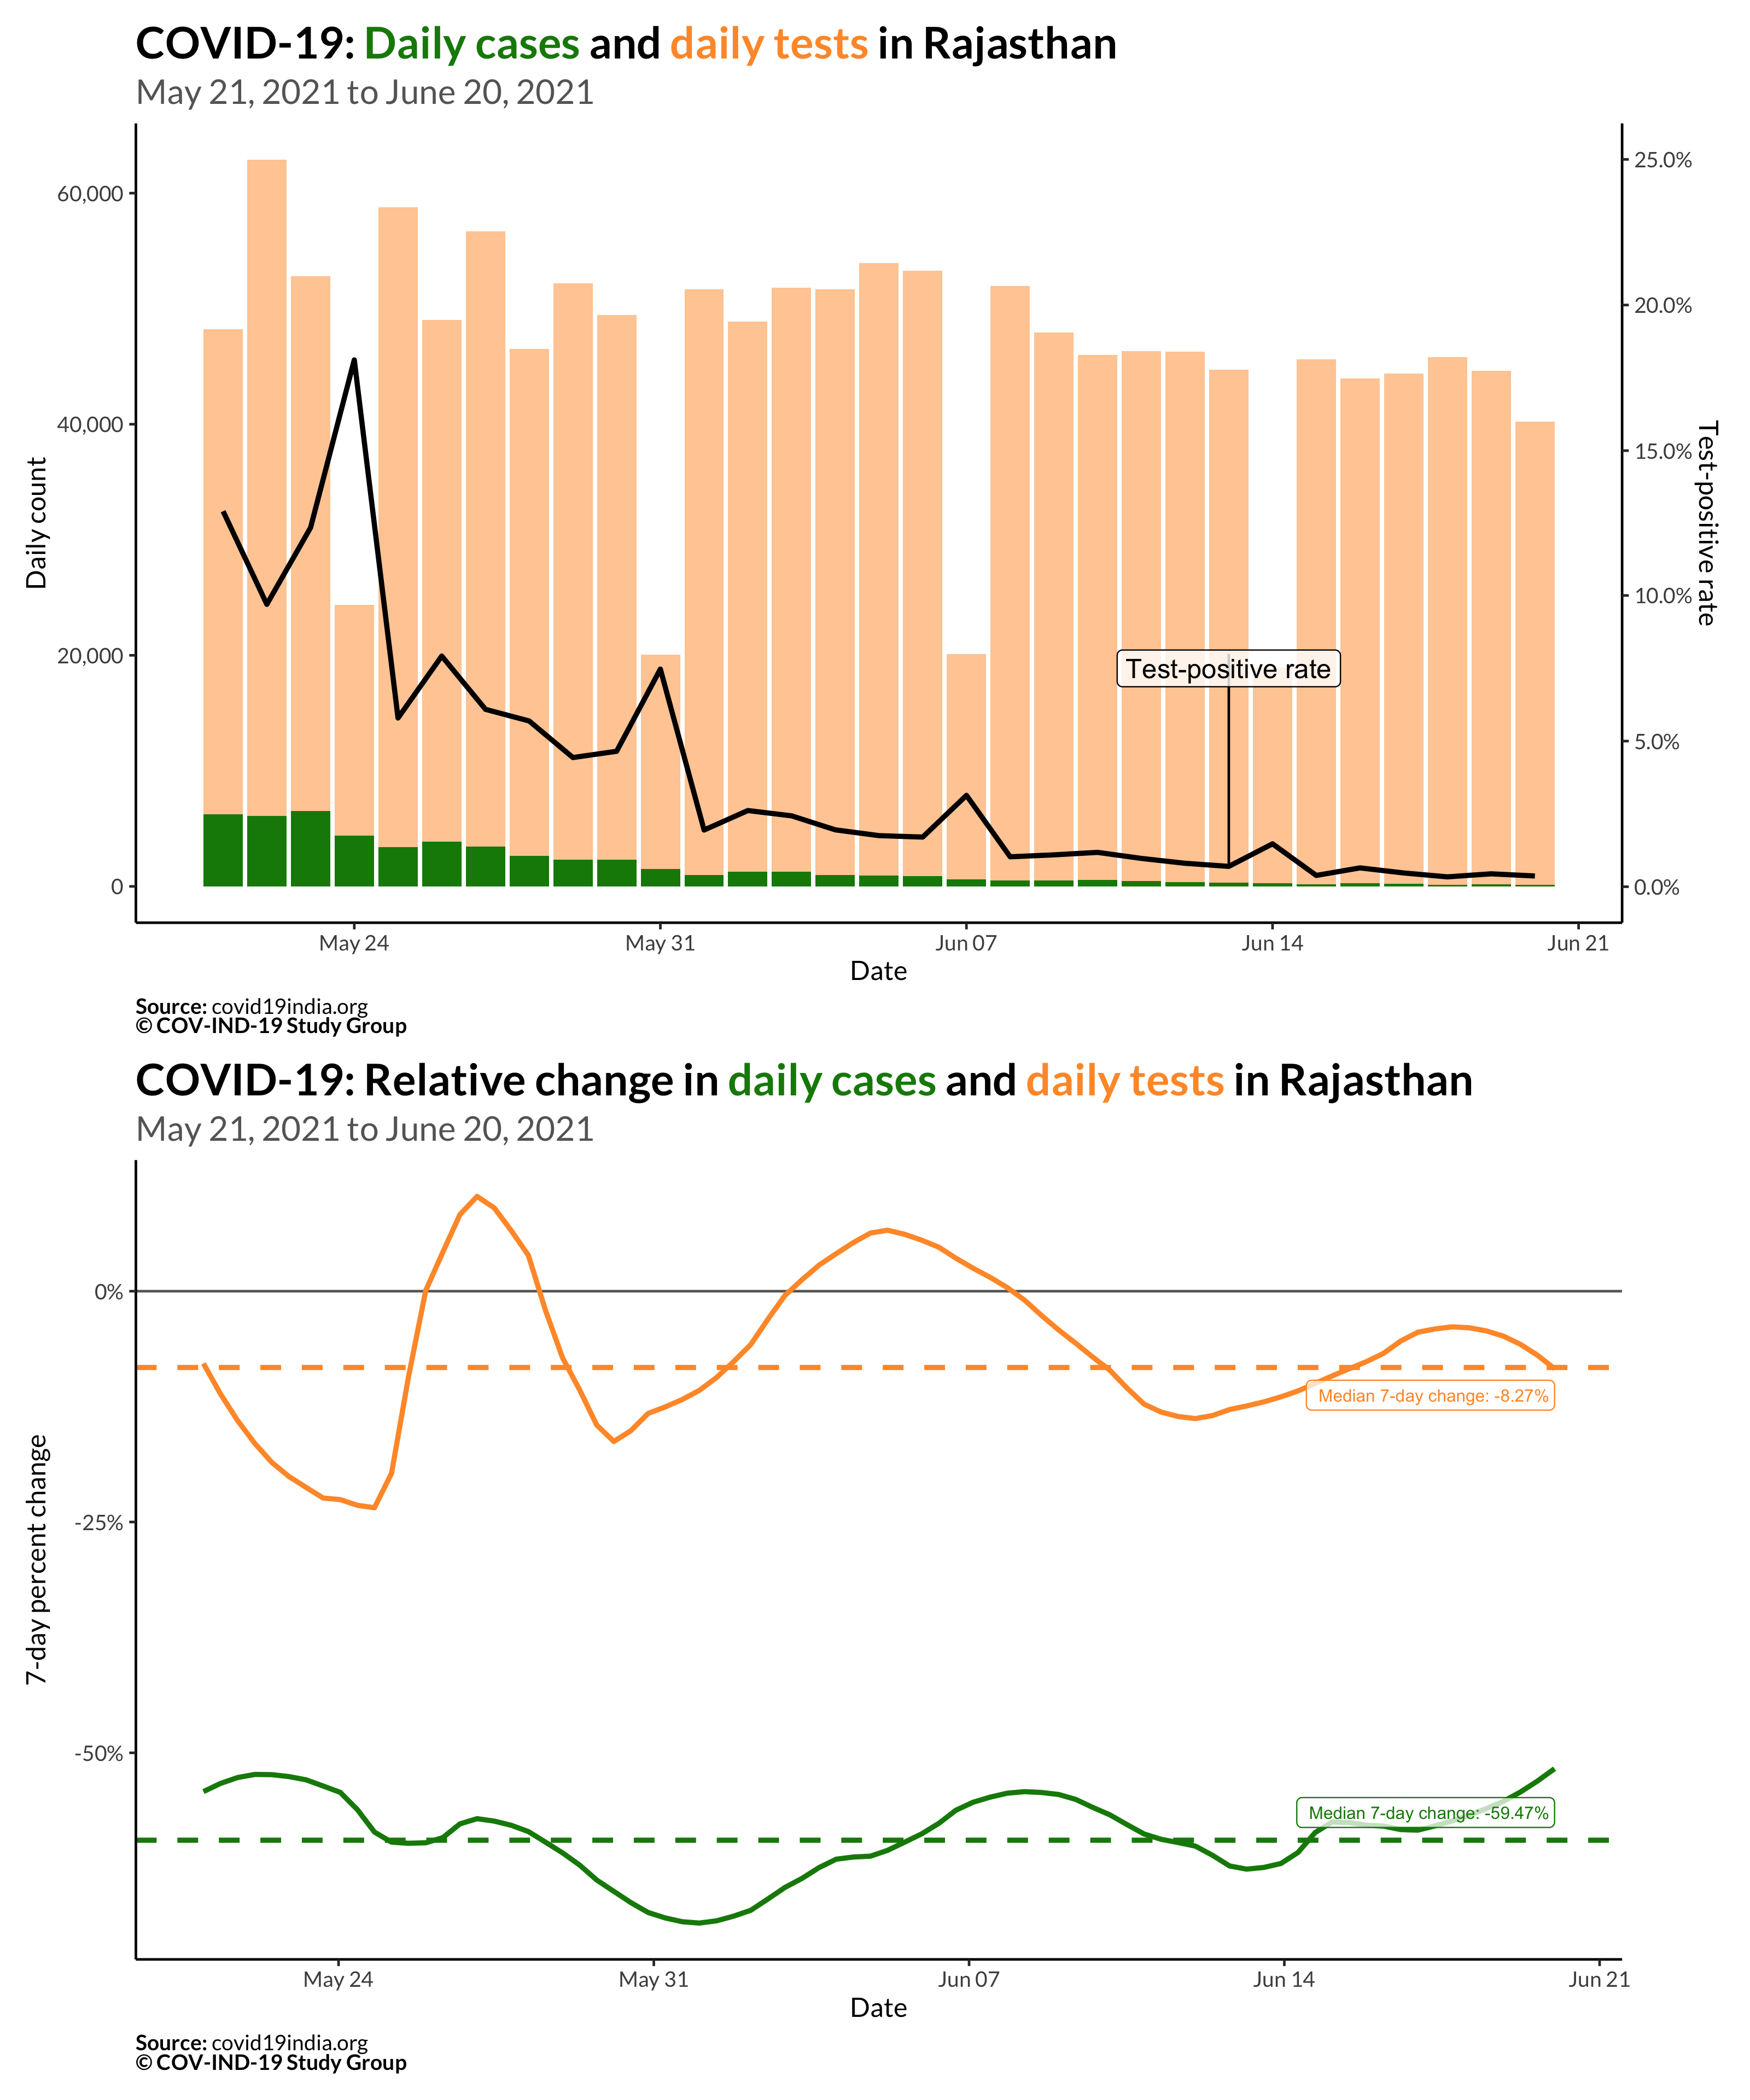 COVID-19: Daily cases and daily tests in Rajasthan
May 21, 2021 to June 20, 2021
Daily count
60,000
40,000
20,000
0
25.0%
20.0%
15.0%
10.0%
5.0%
0.0%
Test-positive rate
Test-positive rate
May 24
May 31
Jun 07
Jun 14
Jun 21
Date
Source: covid19india.org
© COV-IND-19 Study Group
COVID-19: Relative change in daily cases and daily tests in Rajasthan
May 21, 2021 to June 20, 2021
7-day percent change
0%
-25%
-50%
Median 7-day change: -8.27%
Median 7-day change: -59.47%
May 24
May 31
Jun 07
Jun 14
Jun 21
Date
Source: covid19india.org
© COV-IND-19 Study Group